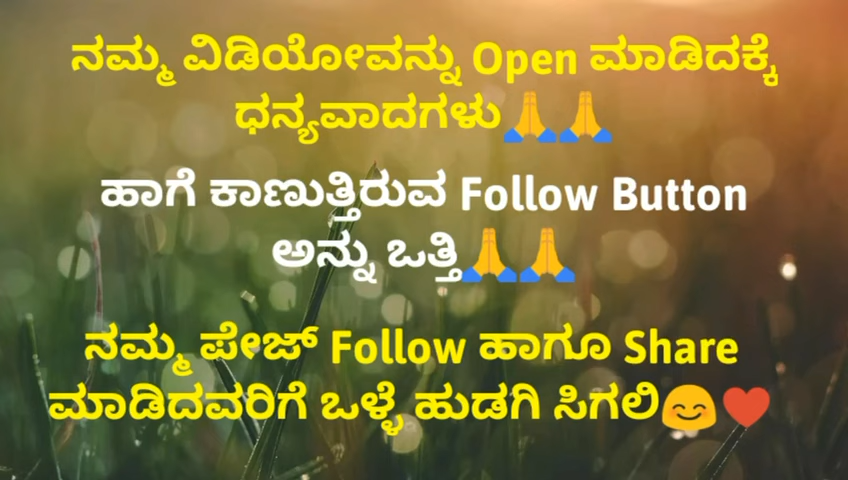 ನಮ್ಮ ವಿಡಿಯೋವನ್ನು Open ಮಾಡಿದಕ್ಕೆ
ಧನ್ಯವಾದಗಳು🙏🙏
ಹಾಗೆ ಕಾಣುತ್ತಿರುವ Follow Button
ಅನ್ನು ಒತ್ತಿ🙏🙏
ನಮ್ಮ ಪೇಜ್ Follow ಹಾಗೂ Share
ಮಾಡಿದವರಿಗೆ ಒಳ್ಳೆ ಹುಡಗಿ ಸಿಗಲಿ😊❤️